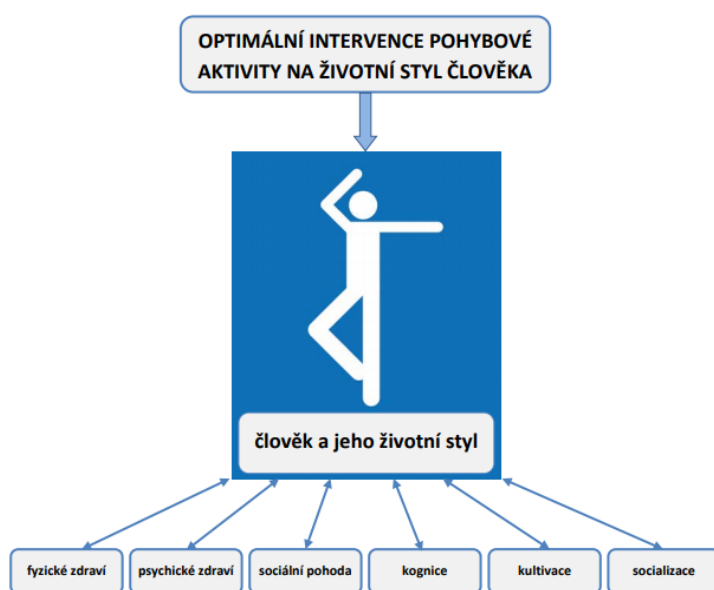 OPTIMÁLNÍ INTERVENCE POHYBOVÉ
AKTIVITY NA ŽIVOTNÍ STYL ČLOVĚKA
člověk a jeho životní styl
fyzické zdraví
psychické zdraví
sociální pohoda
kognice
kultivace
socializace